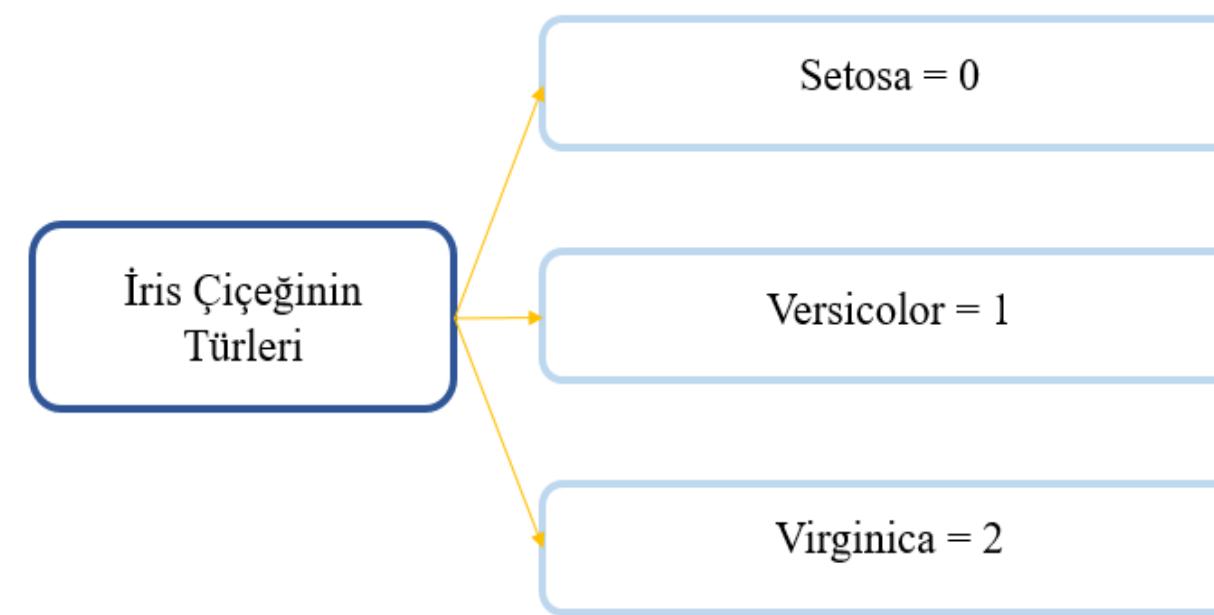 Setosa = 0
İris Çiçeğinin
Türleri
Versicolor = 1
Virginica = 2